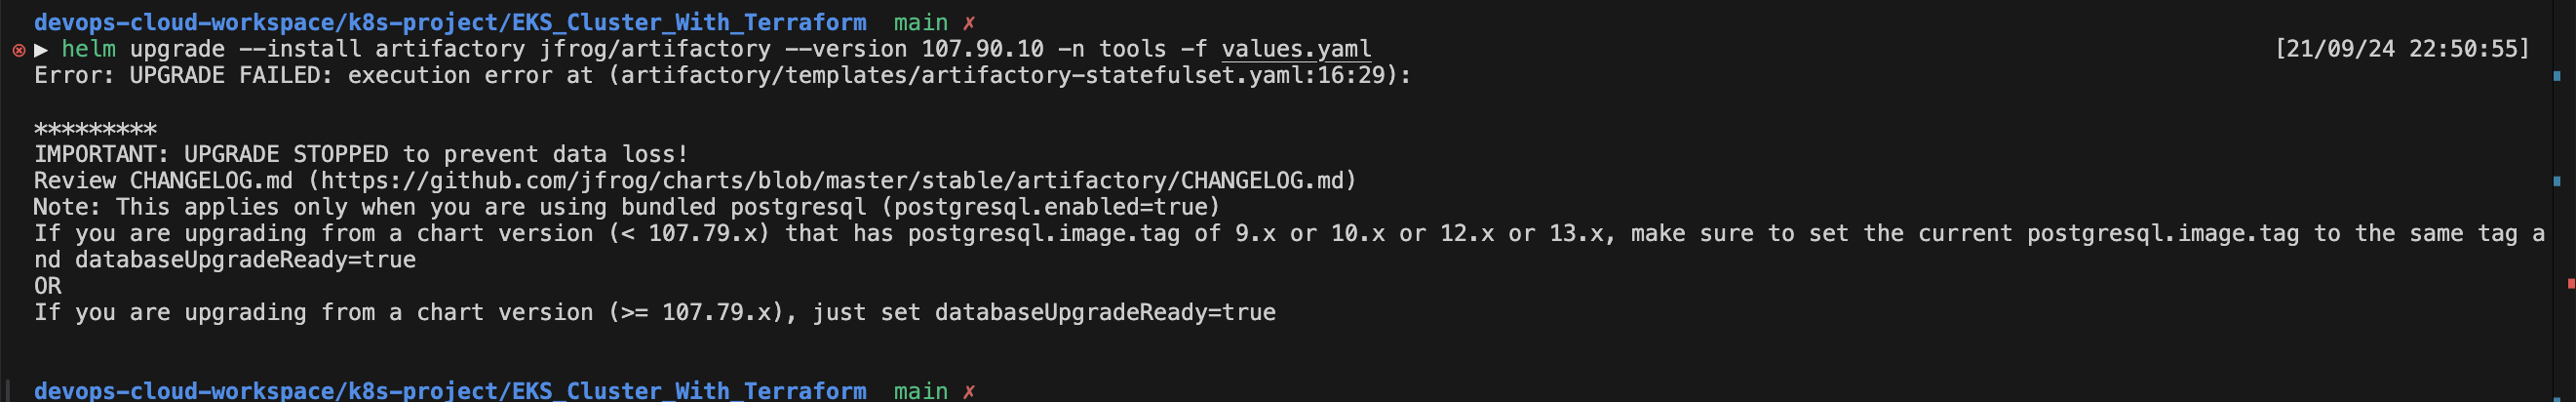 devops-cloud-workspace/k8s-project/EKS_Cluster_With_Terraform main ✗
⊗ ▶ helm upgrade --install artifactory jfrog/artifactory --version 107.90.10 -n tools -f values.yaml [21/09/24 22:50:55]
Error: UPGRADE FAILED: execution error at (artifactory/templates/artifactory-statefulset.yaml:16:29):
*********
IMPORTANT: UPGRADE STOPPED to prevent data loss!
Review CHANGELOG.md (https://github.com/jfrog/charts/blob/master/stable/artifactory/CHANGELOG.md)
Note: This applies only when you are using bundled postgresql (postgresql.enabled=true)
If you are upgrading from a chart version (< 107.79.x) that has postgresql.image.tag of 9.x or 10.x or 12.x or 13.x, make sure to set the current postgresql.image.tag to the same tag a
nd databaseUpgradeReady=true
OR
If you are upgrading from a chart version (>= 107.79.x), just set databaseUpgradeReady=true
devops-cloud-workspace/k8s-project/EKS_Cluster_With_Terraform main ✗